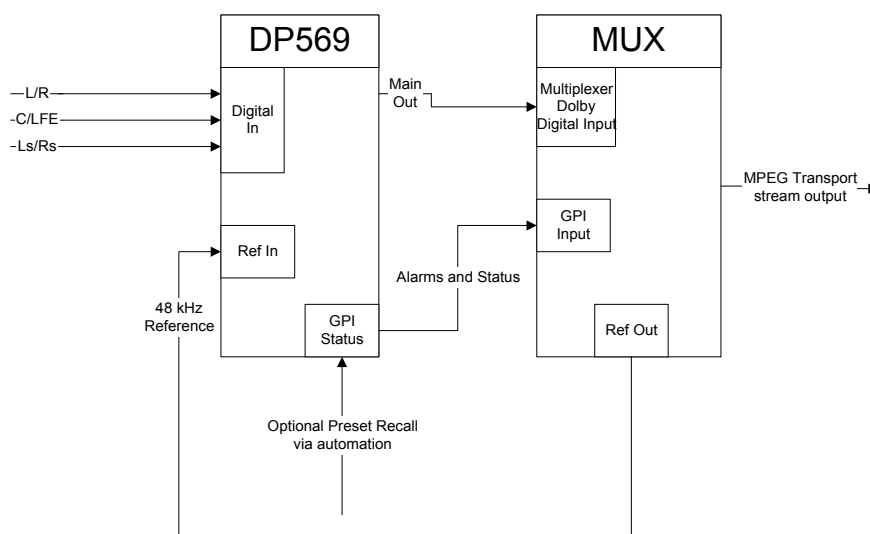 DP569
MUX
L/R
C/LFE
Ls/Rs
Digital
In
Main
Out
Multiplexer
Dolby
Digital Input
MPEG Transport
stream output
Ref In
GPI
Input
Alarms and Status
48 kHz
Reference
GPI
Status
Ref Out
Optional Preset Recall
via automation